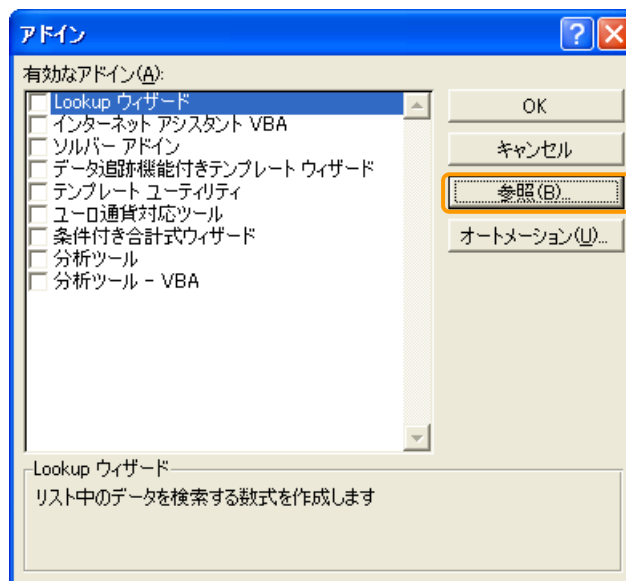 アドイン
有効なアドイン(A):
Lookup ウィザード
インターネット アシスタント VBA
ソルバー アドイン
データ追跡機能付きテンプレート ウィザード
テンプレート ユーティリティ
ユーロ通貨対応ツール
条件付き合計式ウィザード
分析ツール
分析ツール - VBA
OK
キャンセル
参照(B)...
オートメーション(U)...
Lookup ウィザード
リスト中のデータを検索する数式を作成します